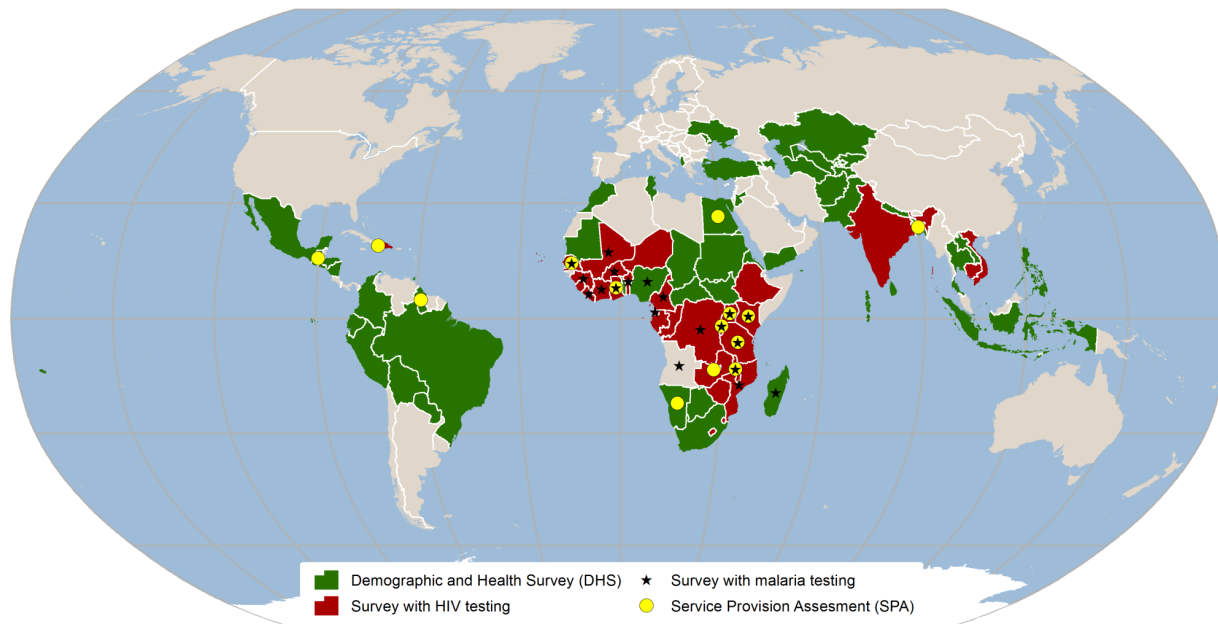 Demographic and Health Survey (DHS)
Survey with HIV testing
Survey with malaria testing
Service Provision Assesment (SPA)